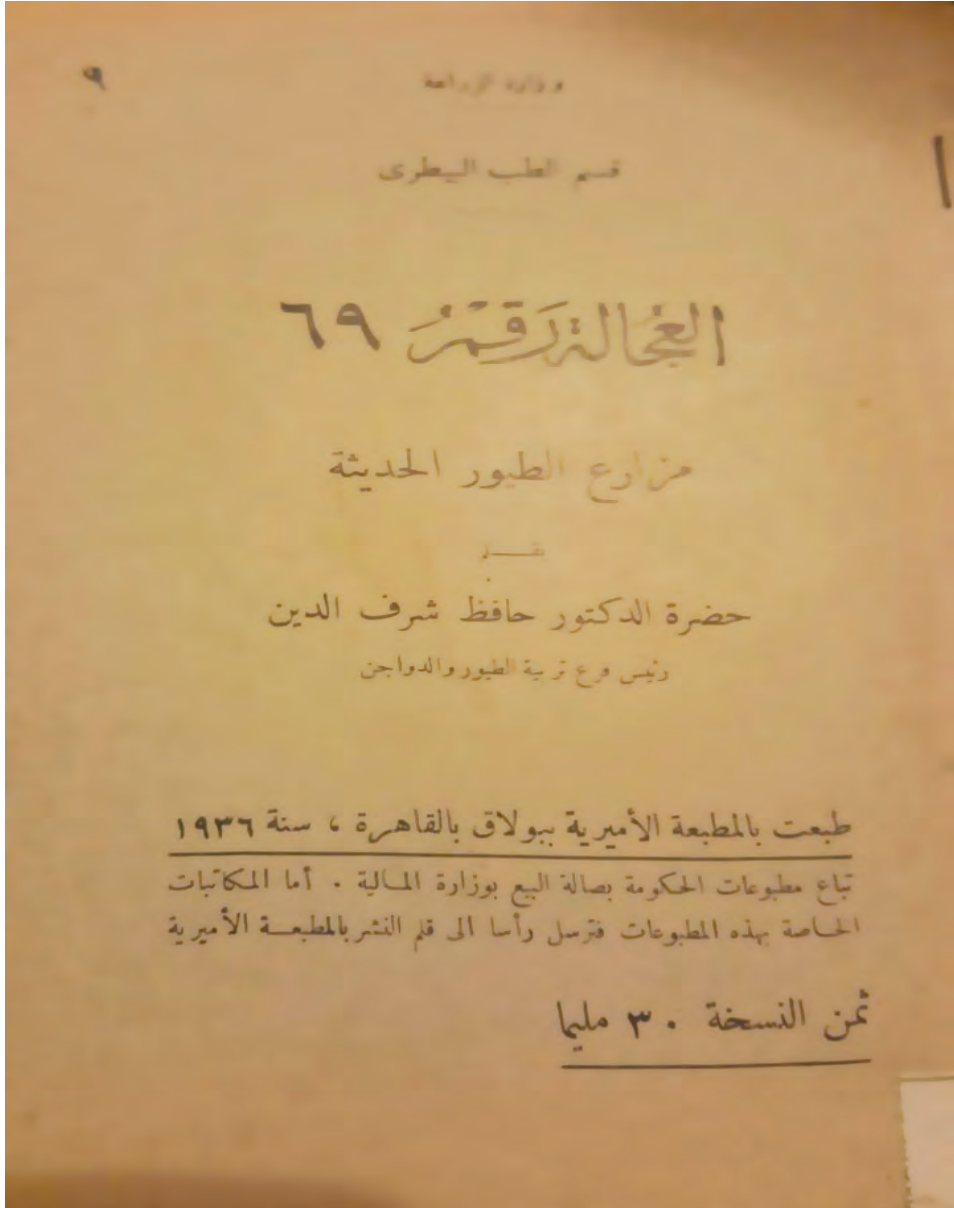 ٩
وزارة الزراعة
قسم الطب البيطرى
العجالة رقم ٦٩
مزارع الطيور الحديثة
بقلم
حضرة الدكتور حافظ شرف الدين
رئيس فرع تربية الطيور والدواجن
طبعت بالمطبعة الأميرية ببولاق بالقاهرة ، سنة ١٩٣٦
تباع مطبوعات الحكومة بصالة البيع بوزارة المالية . أما المكاتبات
الخاصة بهذه المطبوعات فترسل رأسا الى قلم النشر بالمطبعة الأميرية
ثمن النسخة ٣٠ مليما